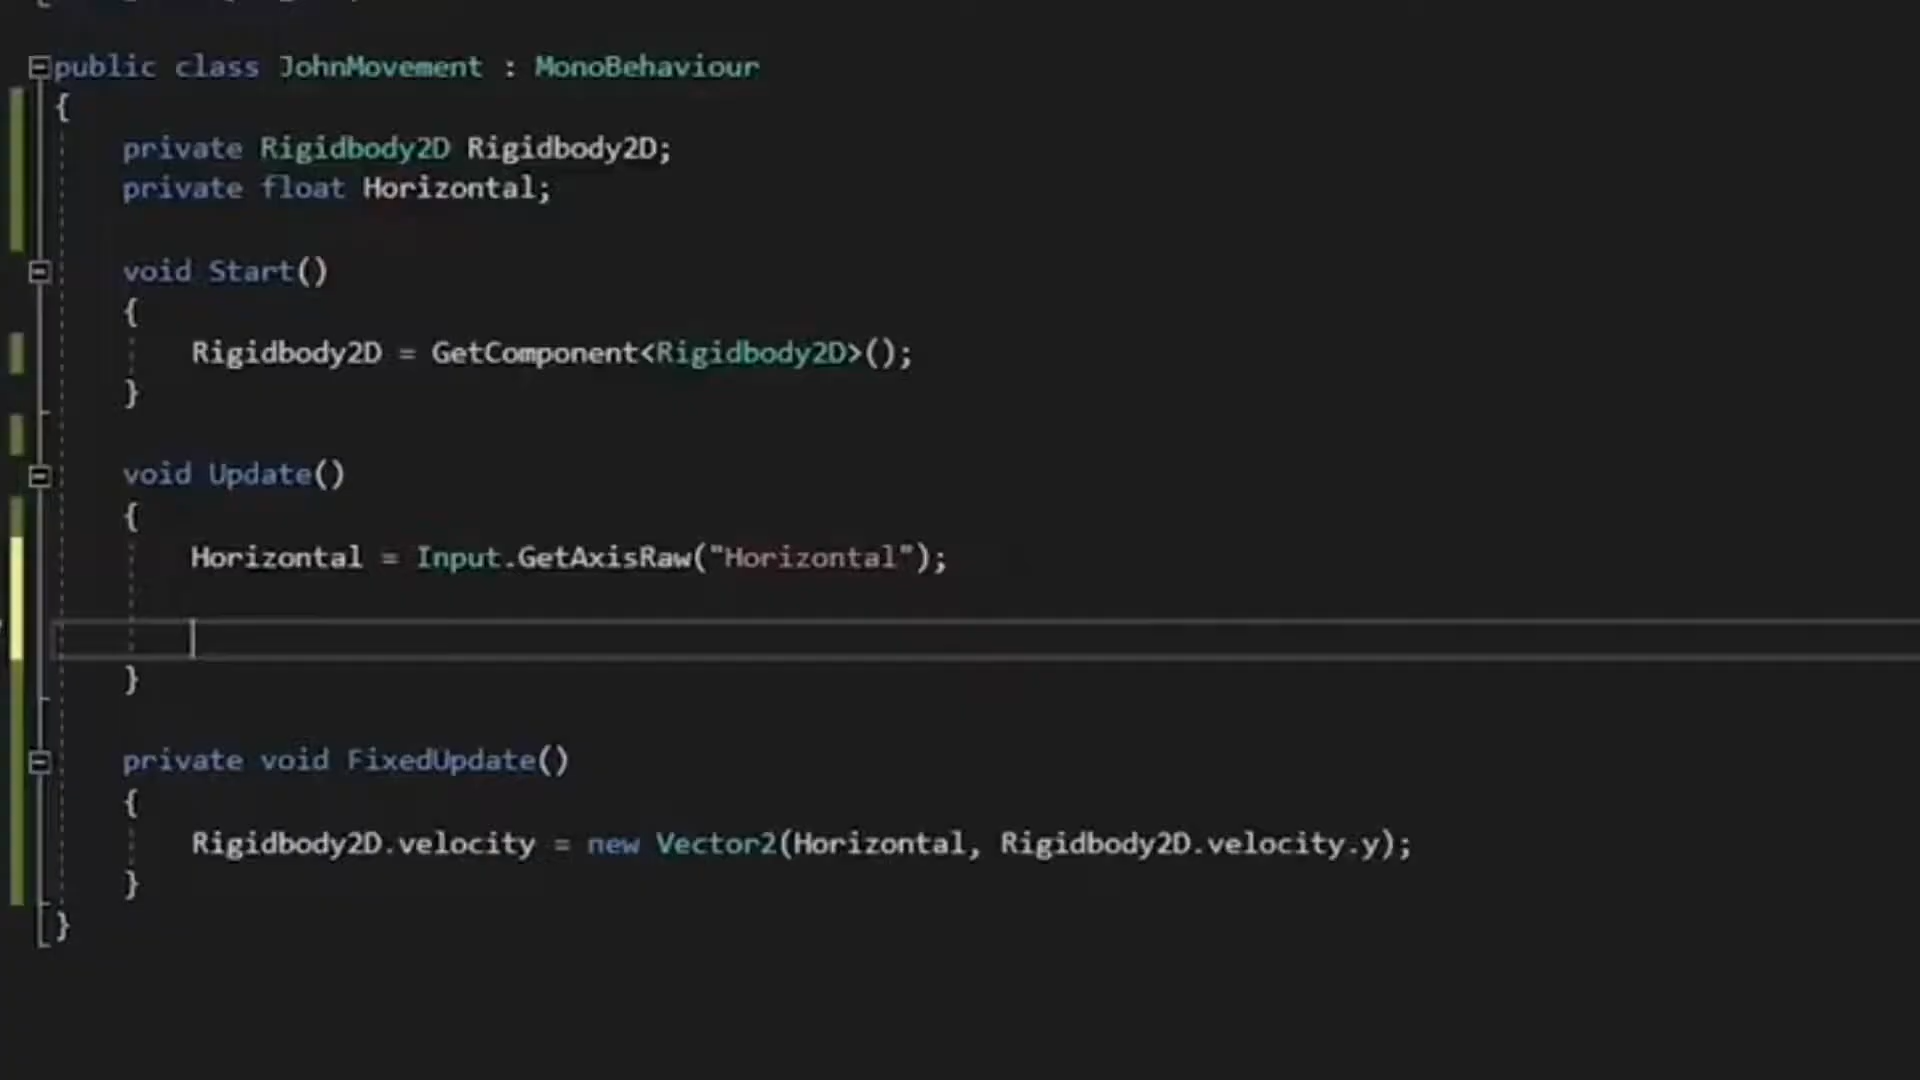 public class JohnMovement : MonoBehaviour
{
private Rigidbody2D Rigidbody2D;
private float Horizontal;
void Start()
{
Rigidbody2D = GetComponent<Rigidbody2D>();
}
void Update()
{
Horizontal = Input.GetAxisRaw("Horizontal");
}
private void FixedUpdate()
{
Rigidbody2D.velocity = new Vector2(Horizontal, Rigidbody2D.velocity.y);
}
}